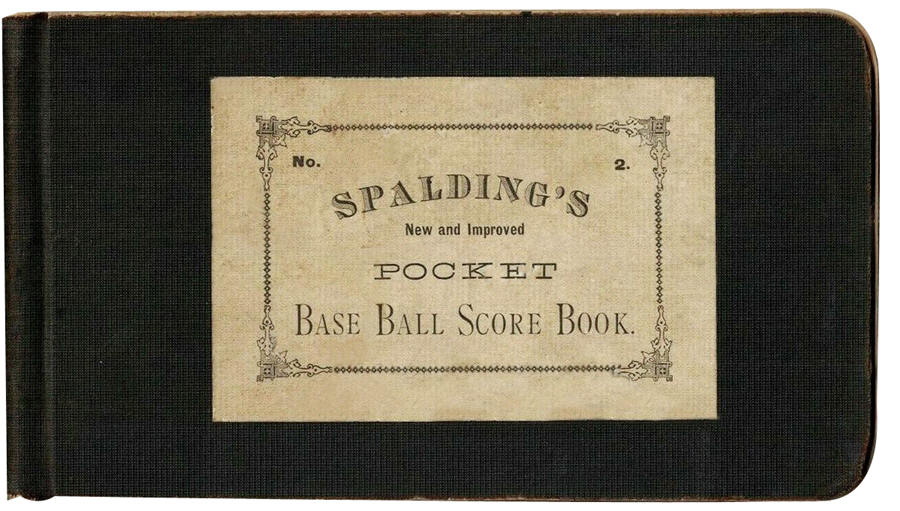 No. 2.
SPALDING'S
New and Improved
POCKET
BASE BALL SCORE BOOK.